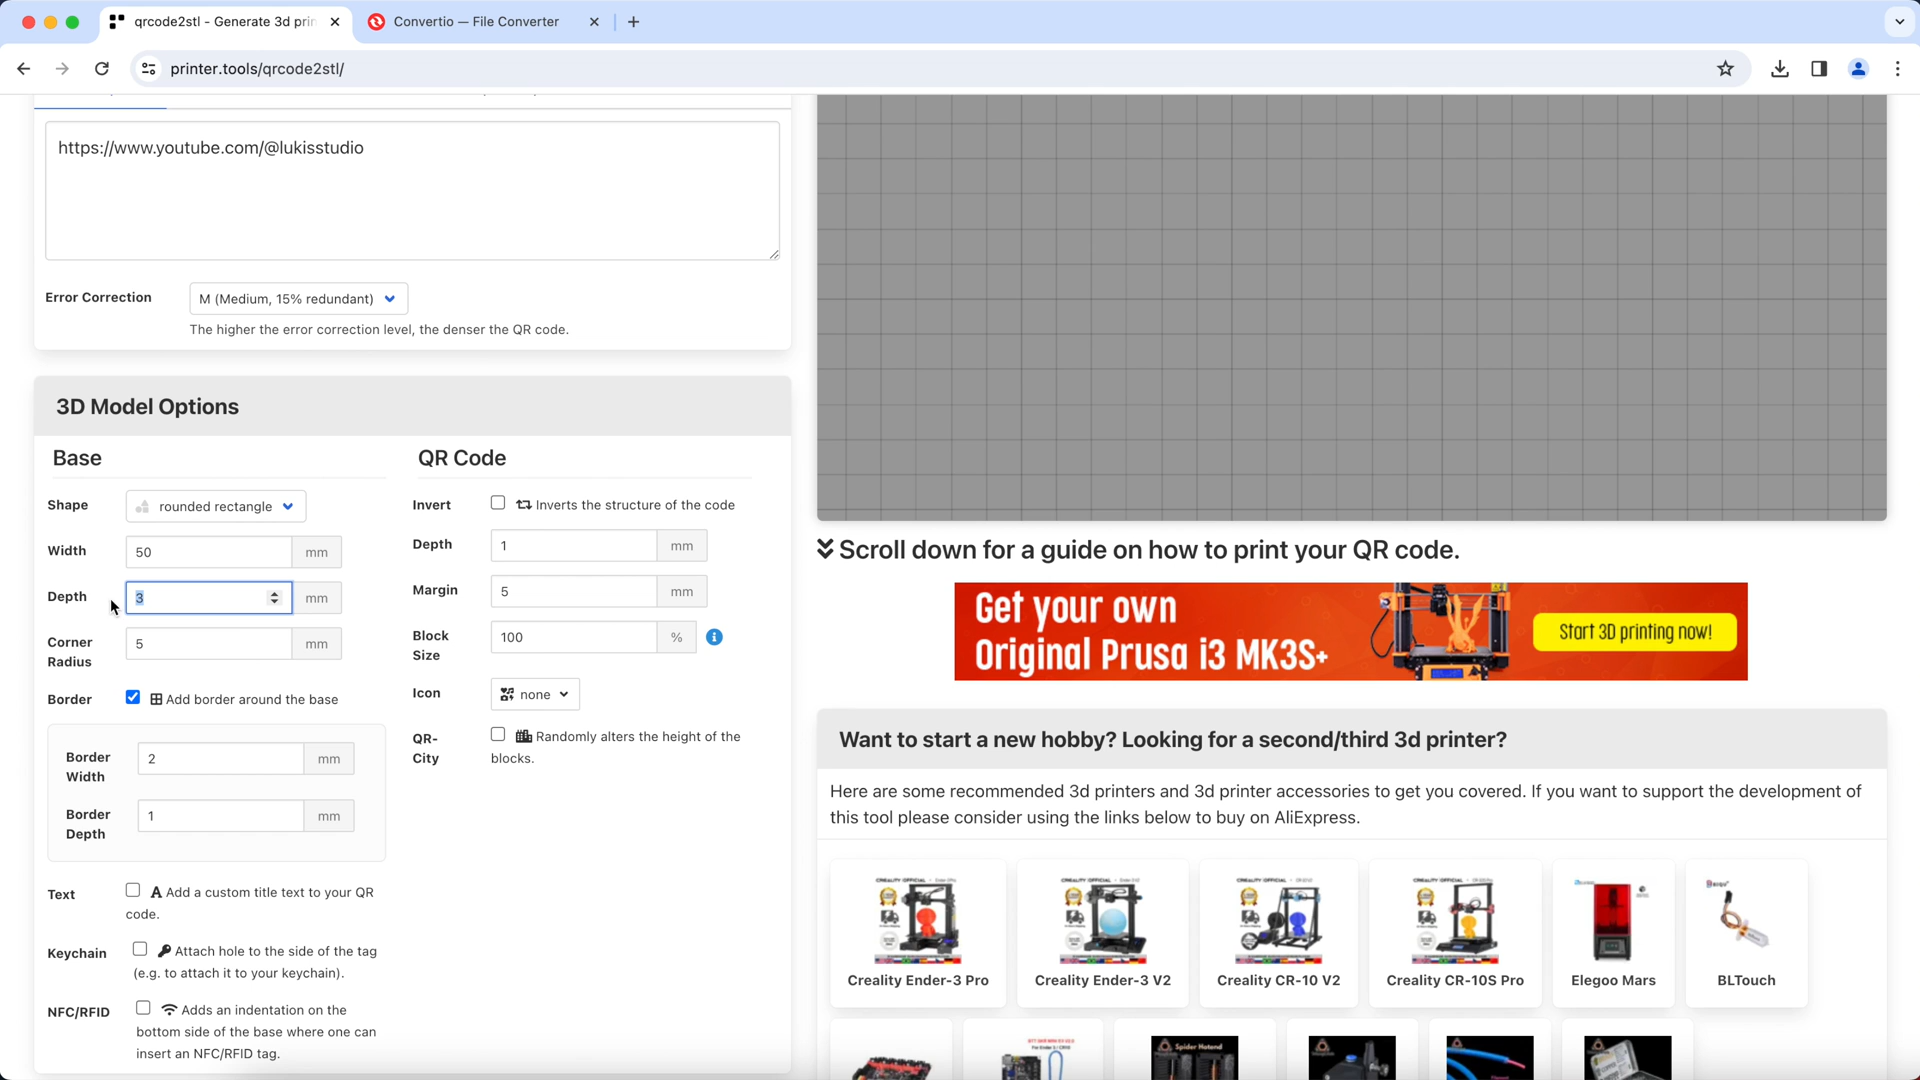 qrcode2stl - Generate 3d prin
Convertio — File Converter
printer.tools/qrcode2stl/
https://www.youtube.com/@lukisstudio
Error Correction
M (Medium, 15% redundant)
The higher the error correction level, the denser the QR code.
3D Model Options
Base
Shape
rounded rectangle
Width
50
mm
Depth
3
mm
Corner
Radius
5
mm
Border
Add border around the base
Border
Width
2
mm
Border
Depth
1
mm
Text
A Add a custom title text to your QR
code.
Keychain
Attach hole to the side of the tag
(e.g. to attach it to your keychain).
NFC/RFID
Adds an indentation on the
bottom side of the base where one can
insert an NFC/RFID tag.
QR Code
Invert
Inverts the structure of the code
Depth
1
mm
Margin
5
mm
Block
Size
100
%
Icon
none
QR-
City
Randomly alters the height of the
blocks.
Scroll down for a guide on how to print your QR code.
Get your own
Original Prusa i3 MK3S+
Start 3D printing now!
Want to start a new hobby? Looking for a second/third 3d printer?
Here are some recommended 3d printers and 3d printer accessories to get you covered. If you want to support the development of
this tool please consider using the links below to buy on AliExpress.
Creality Ender-3 Pro
Creality Ender-3 V2
Creality CR-10 V2
Creality CR-10S Pro
Elegoo Mars
BLTouch
Spider Hotend